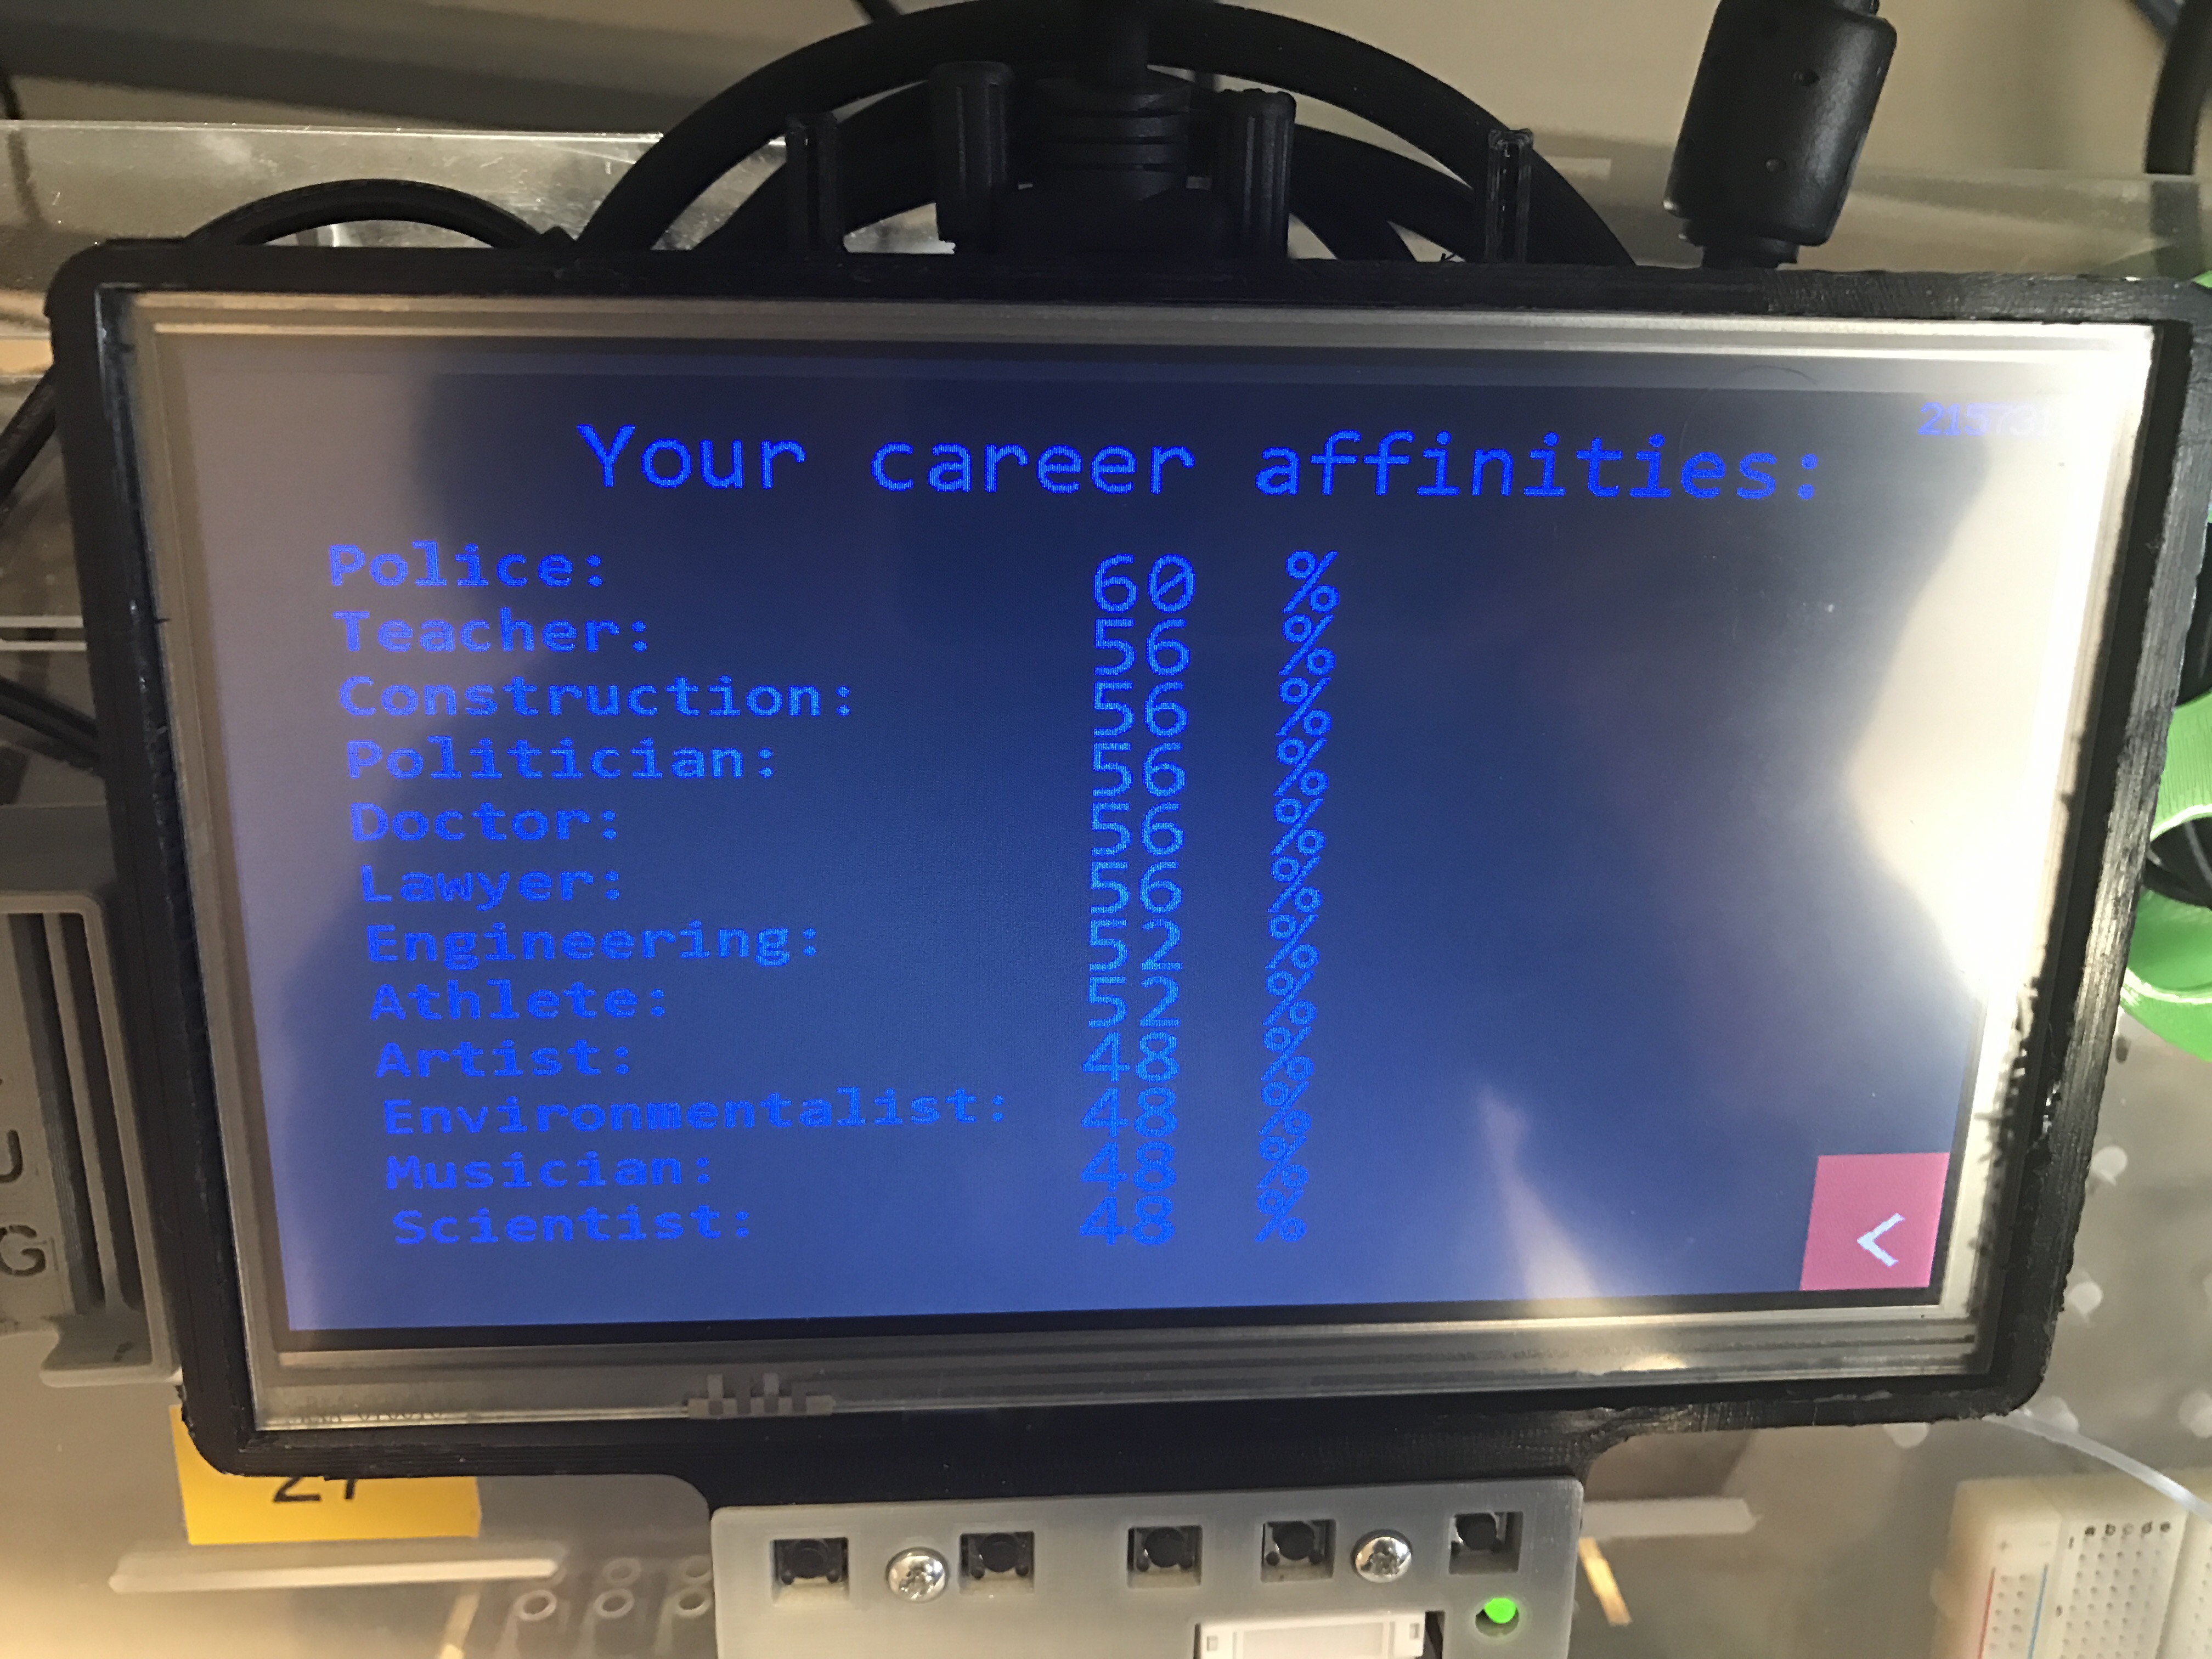 Your career affinities:
Police: 60 %
Teacher: 56 %
Construction: 56 %
Politician: 56 %
Doctor: 56 %
Lawyer: 56 %
Engineering: 52 %
Athlete: 52 %
Artist: 48 %
Environmentalist: 48 %
Musician: 48 %
Scientist: 48 %
<
U
G
a b c d e